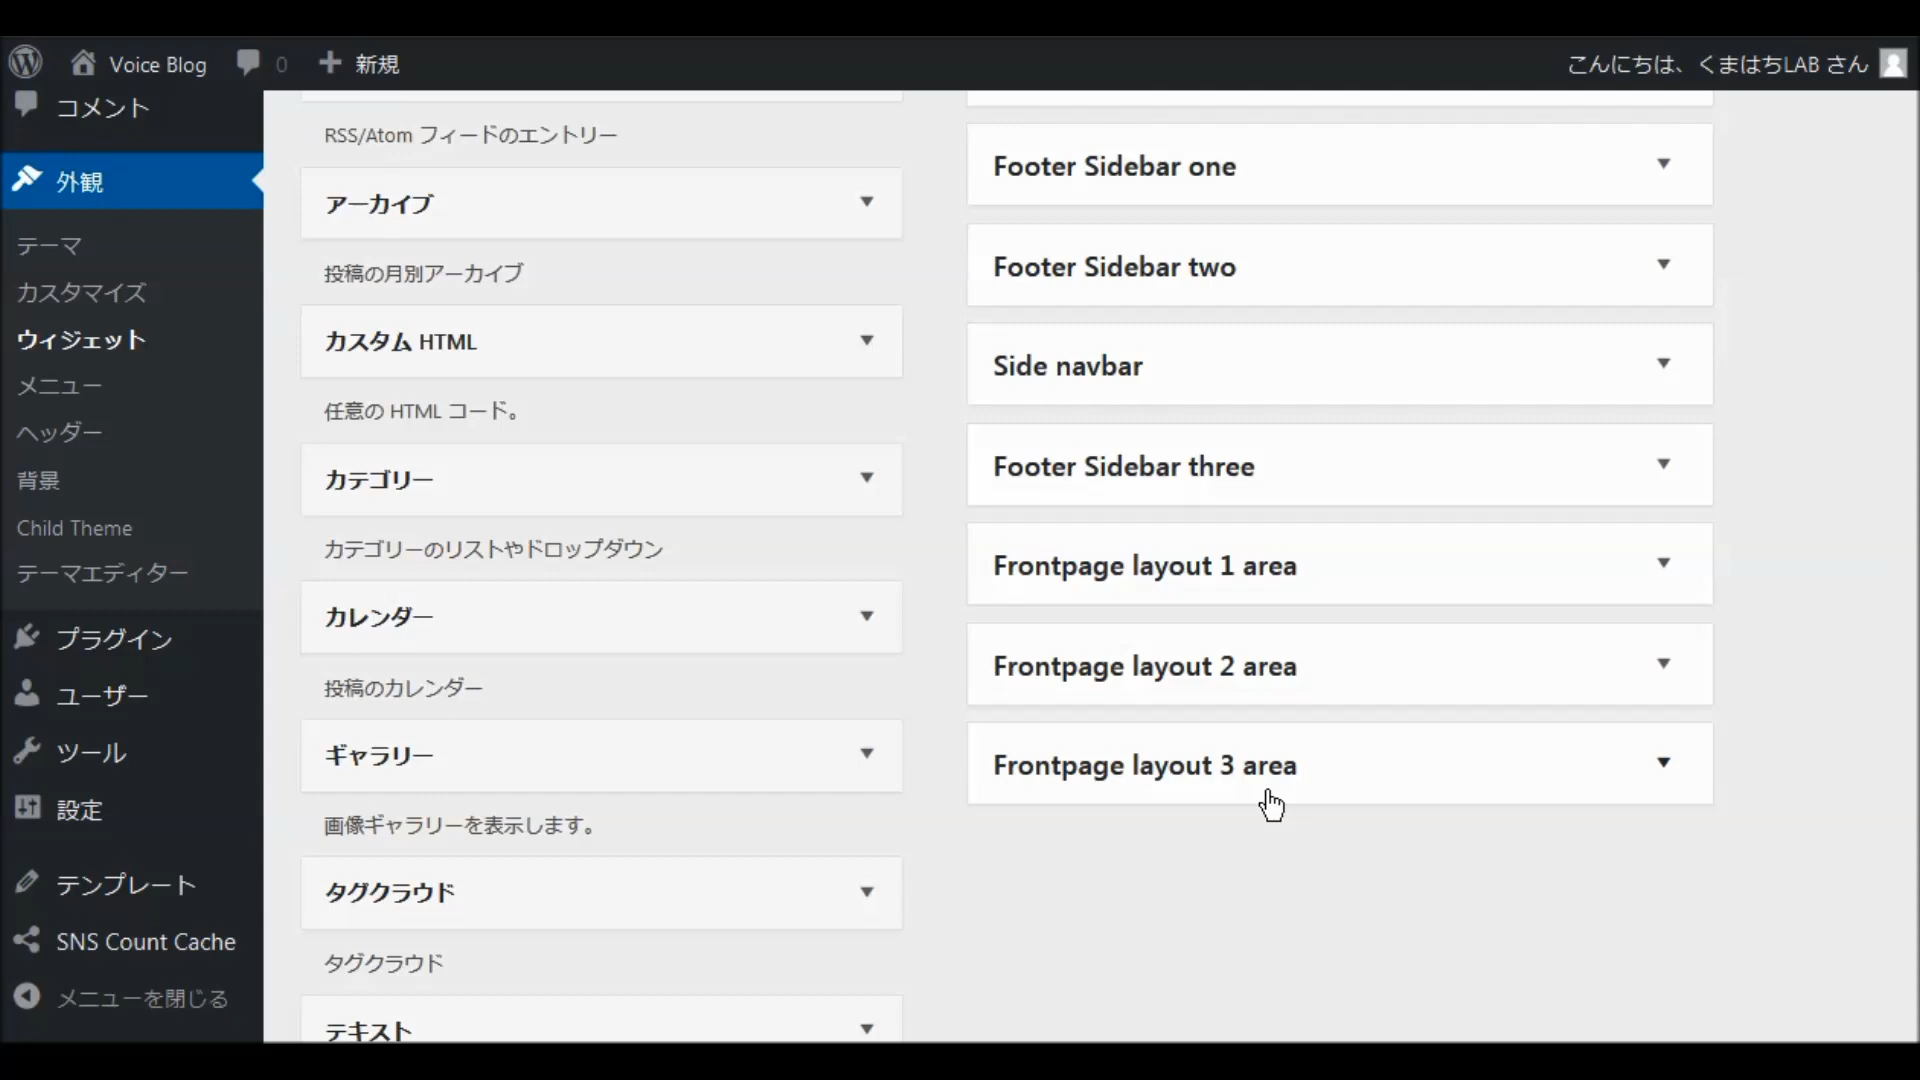 Voice Blog
0
新規
こんにちは、くまはちLAB さん
コメント
外観
テーマ
カスタマイズ
ウィジェット
メニュー
ヘッダー
背景
Child Theme
テーマエディター
プラグイン
ユーザー
ツール
設定
テンプレート
SNS Count Cache
メニューを閉じる
RSS/Atom フィードのエントリー
アーカイブ
投稿の月別アーカイブ
カスタム HTML
任意の HTML コード。
カテゴリー
カテゴリーのリストやドロップダウン
カレンダー
投稿のカレンダー
ギャラリー
画像ギャラリーを表示します。
タグクラウド
タグクラウド
テキスト
Footer Sidebar one
Footer Sidebar two
Side navbar
Footer Sidebar three
Frontpage layout 1 area
Frontpage layout 2 area
Frontpage layout 3 area